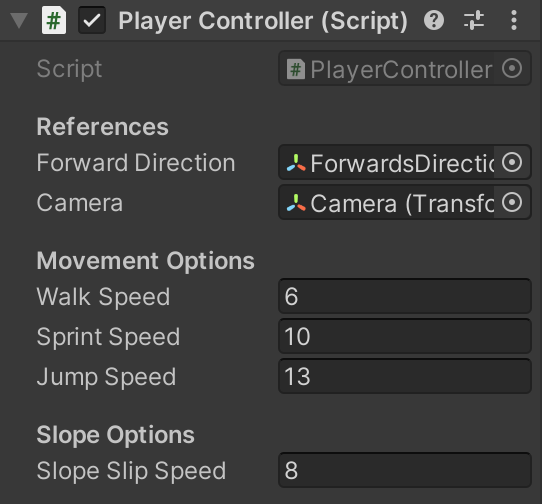 Player Controller (Script)
Script PlayerController
References
Forward Direction ForwardsDirectic
Camera Camera (Transfo
Movement Options
Walk Speed 6
Sprint Speed 10
Jump Speed 13
Slope Options
Slope Slip Speed 8